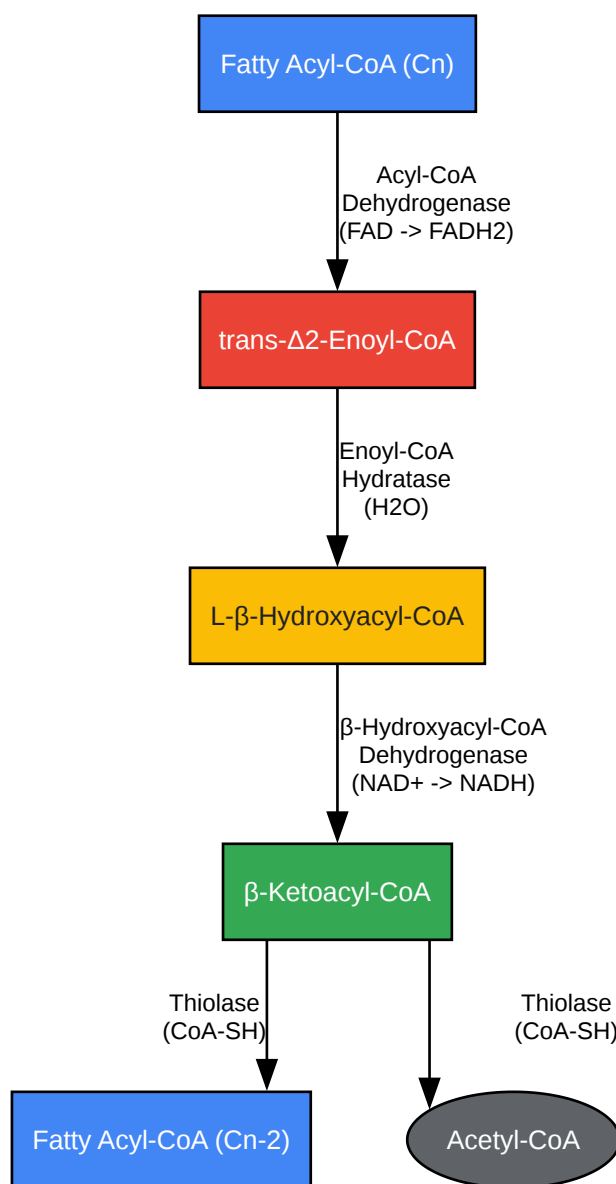 Fatty Acyl-CoA (Cn)
Acyl-CoA
Dehydrogenase
(FAD -> FADH2)
trans-Δ2-Enoyl-CoA
Enoyl-CoA
Hydratase
(H2O)
L-β-Hydroxyacyl-CoA
β-Hydroxyacyl-CoA
Dehydrogenase
(NAD+ -> NADH)
β-Ketoacyl-CoA
Thiolase
(CoA-SH)
Thiolase
(CoA-SH)
Fatty Acyl-CoA (Cn-2)
Acetyl-CoA